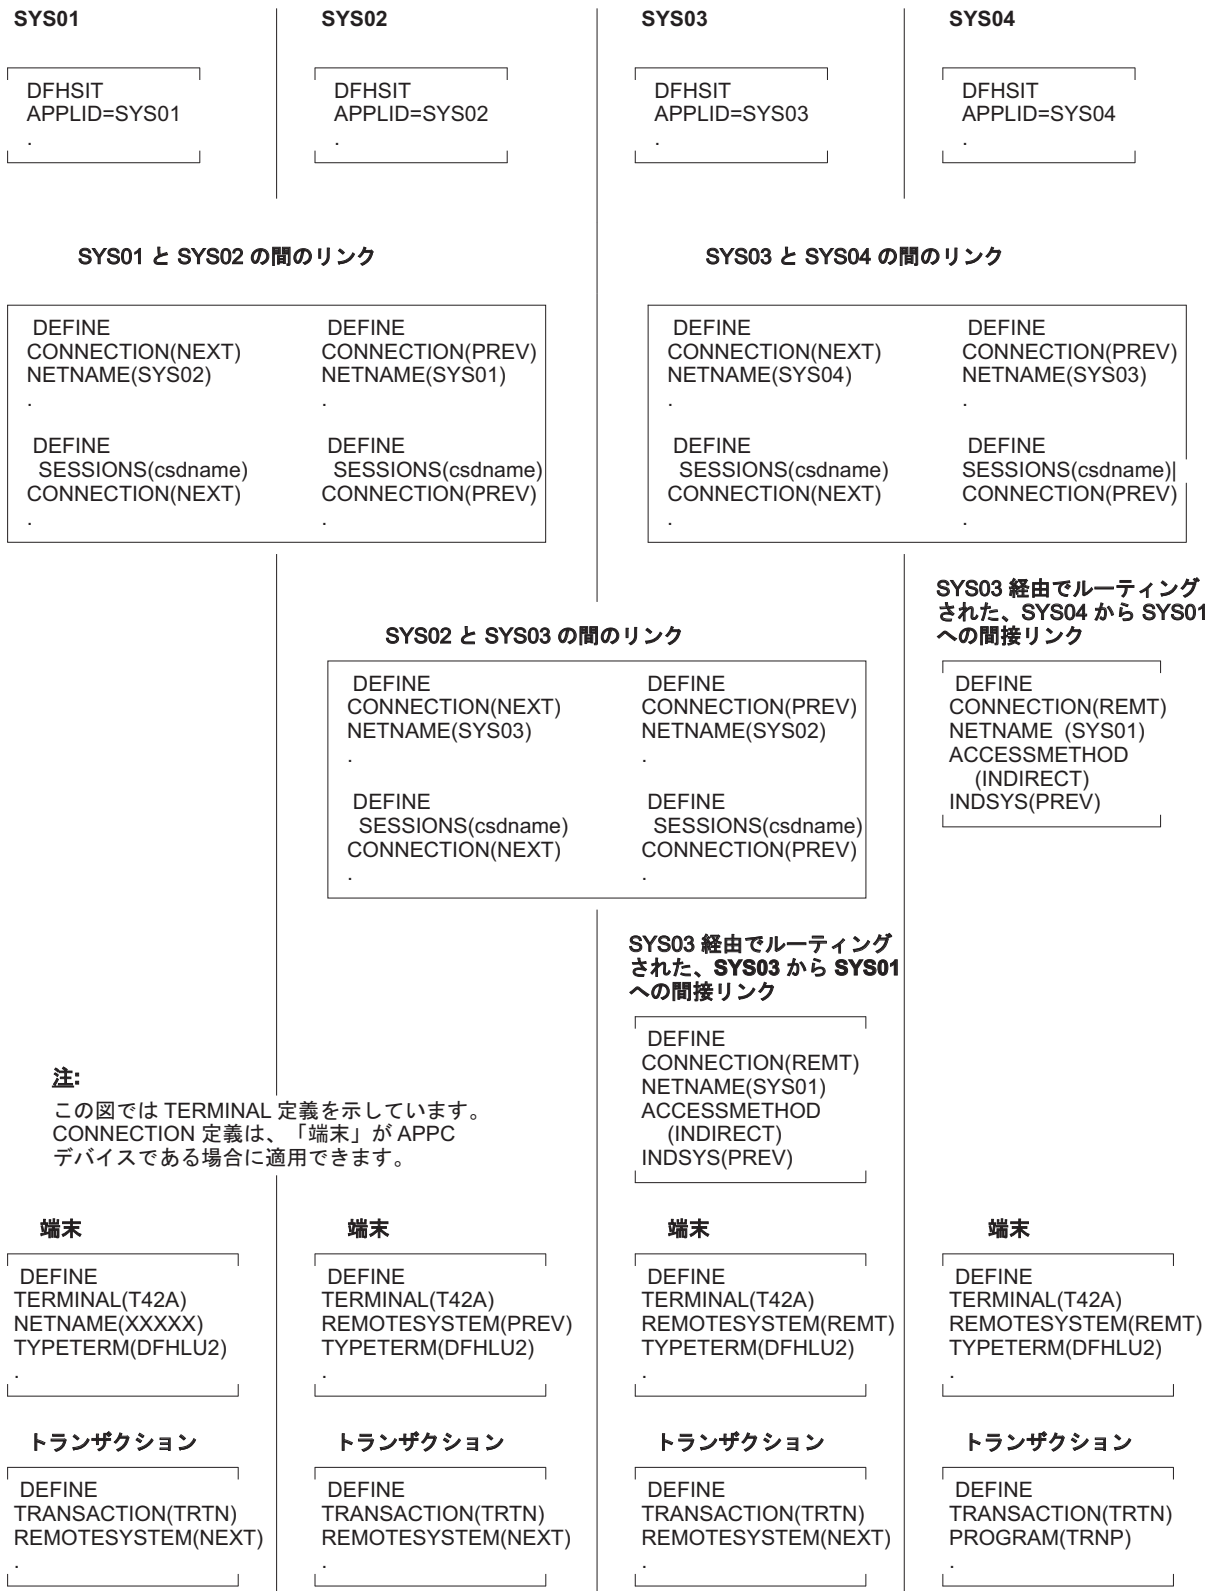 SYS01
SYS02
SYS03
SYS04
DFHSIT
APPLID=SYS01
.
DFHSIT
APPLID=SYS02
.
DFHSIT
APPLID=SYS03
.
DFHSIT
APPLID=SYS04
.
SYS01 と SYS02 の間のリンク
DEFINE
CONNECTION(NEXT)
NETNAME(SYS02)
.
DEFINE
SESSIONS(csdname)
CONNECTION(NEXT)
.
DEFINE
CONNECTION(PREV)
NETNAME(SYS01)
.
DEFINE
SESSIONS(csdname)
CONNECTION(PREV)
.
SYS03 と SYS04 の間のリンク
DEFINE
CONNECTION(NEXT)
NETNAME(SYS04)
.
DEFINE
SESSIONS(csdname)
CONNECTION(NEXT)
.
DEFINE
CONNECTION(PREV)
NETNAME(SYS03)
.
DEFINE
SESSIONS(csdname)|
CONNECTION(PREV)
.
SYS02 と SYS03 の間のリンク
DEFINE
CONNECTION(NEXT)
NETNAME(SYS03)
.
DEFINE
SESSIONS(csdname)
CONNECTION(NEXT)
.
DEFINE
CONNECTION(PREV)
NETNAME(SYS02)
.
DEFINE
SESSIONS(csdname)
CONNECTION(PREV)
.
SYS03 経由でルーティング
された、SYS04 から SYS01
への間接リンク
DEFINE
CONNECTION(REMT)
NETNAME (SYS01)
ACCESSMETHOD
(INDIRECT)
INDSYS(PREV)
SYS03 経由でルーティング
された、SYS03 から SYS01
への間接リンク
DEFINE
CONNECTION(REMT)
NETNAME(SYS01)
ACCESSMETHOD
(INDIRECT)
INDSYS(PREV)
注:
この図では TERMINAL 定義を示しています。
CONNECTION 定義は、「端末」が APPC
デバイスである場合に適用できます。
端末
DEFINE
TERMINAL(T42A)
NETNAME(XXXXX)
TYPETERM(DFHLU2)
.
端末
DEFINE
TERMINAL(T42A)
REMOTESYSTEM(PREV)
TYPETERM(DFHLU2)
.
端末
DEFINE
TERMINAL(T42A)
REMOTESYSTEM(REMT)
TYPETERM(DFHLU2)
.
端末
DEFINE
TERMINAL(T42A)
REMOTESYSTEM(REMT)
TYPETERM(DFHLU2)
.
トランザクション
DEFINE
TRANSACTION(TRTN)
REMOTESYSTEM(NEXT)
.
トランザクション
DEFINE
TRANSACTION(TRTN)
REMOTESYSTEM(NEXT)
.
トランザクション
DEFINE
TRANSACTION(TRTN)
REMOTESYSTEM(NEXT)
.
トランザクション
DEFINE
TRANSACTION(TRTN)
PROGRAM(TRNP)
.